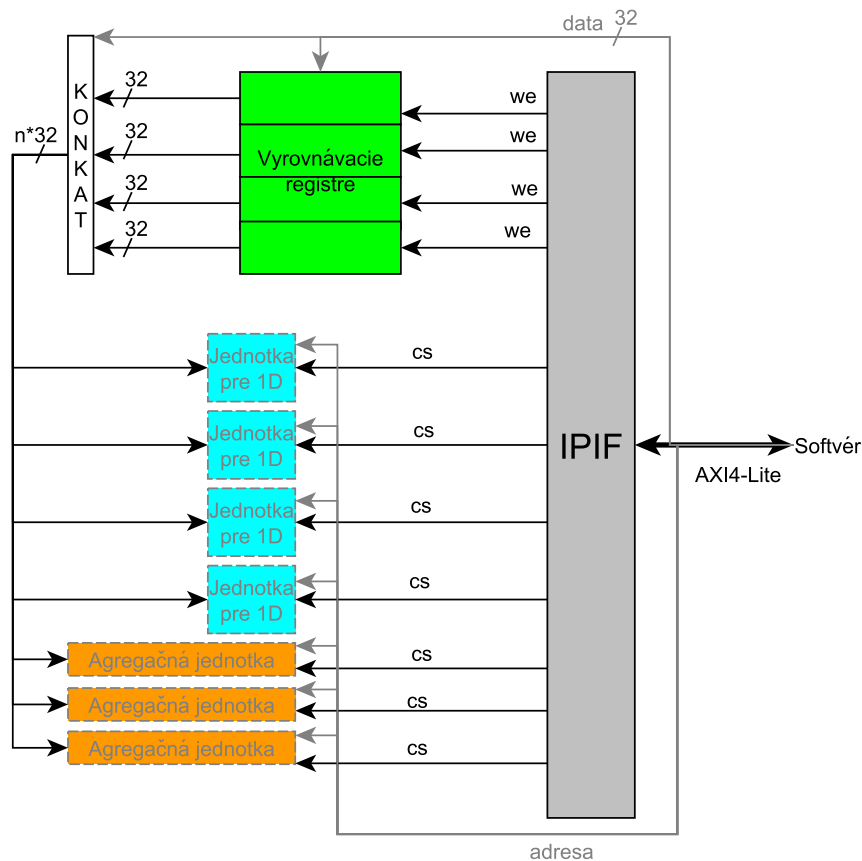 data 32
KONKAT
32
we
32
we
n*32
Vyrovnávacie
registre
32
we
32
we
Jednotka
pre 1D
cs
Jednotka
pre 1D
cs
IPIF
Softvér
AXI4-Lite
Jednotka
pre 1D
cs
Jednotka
pre 1D
cs
Agregačná jednotka
cs
Agregačná jednotka
cs
Agregačná jednotka
cs
adresa